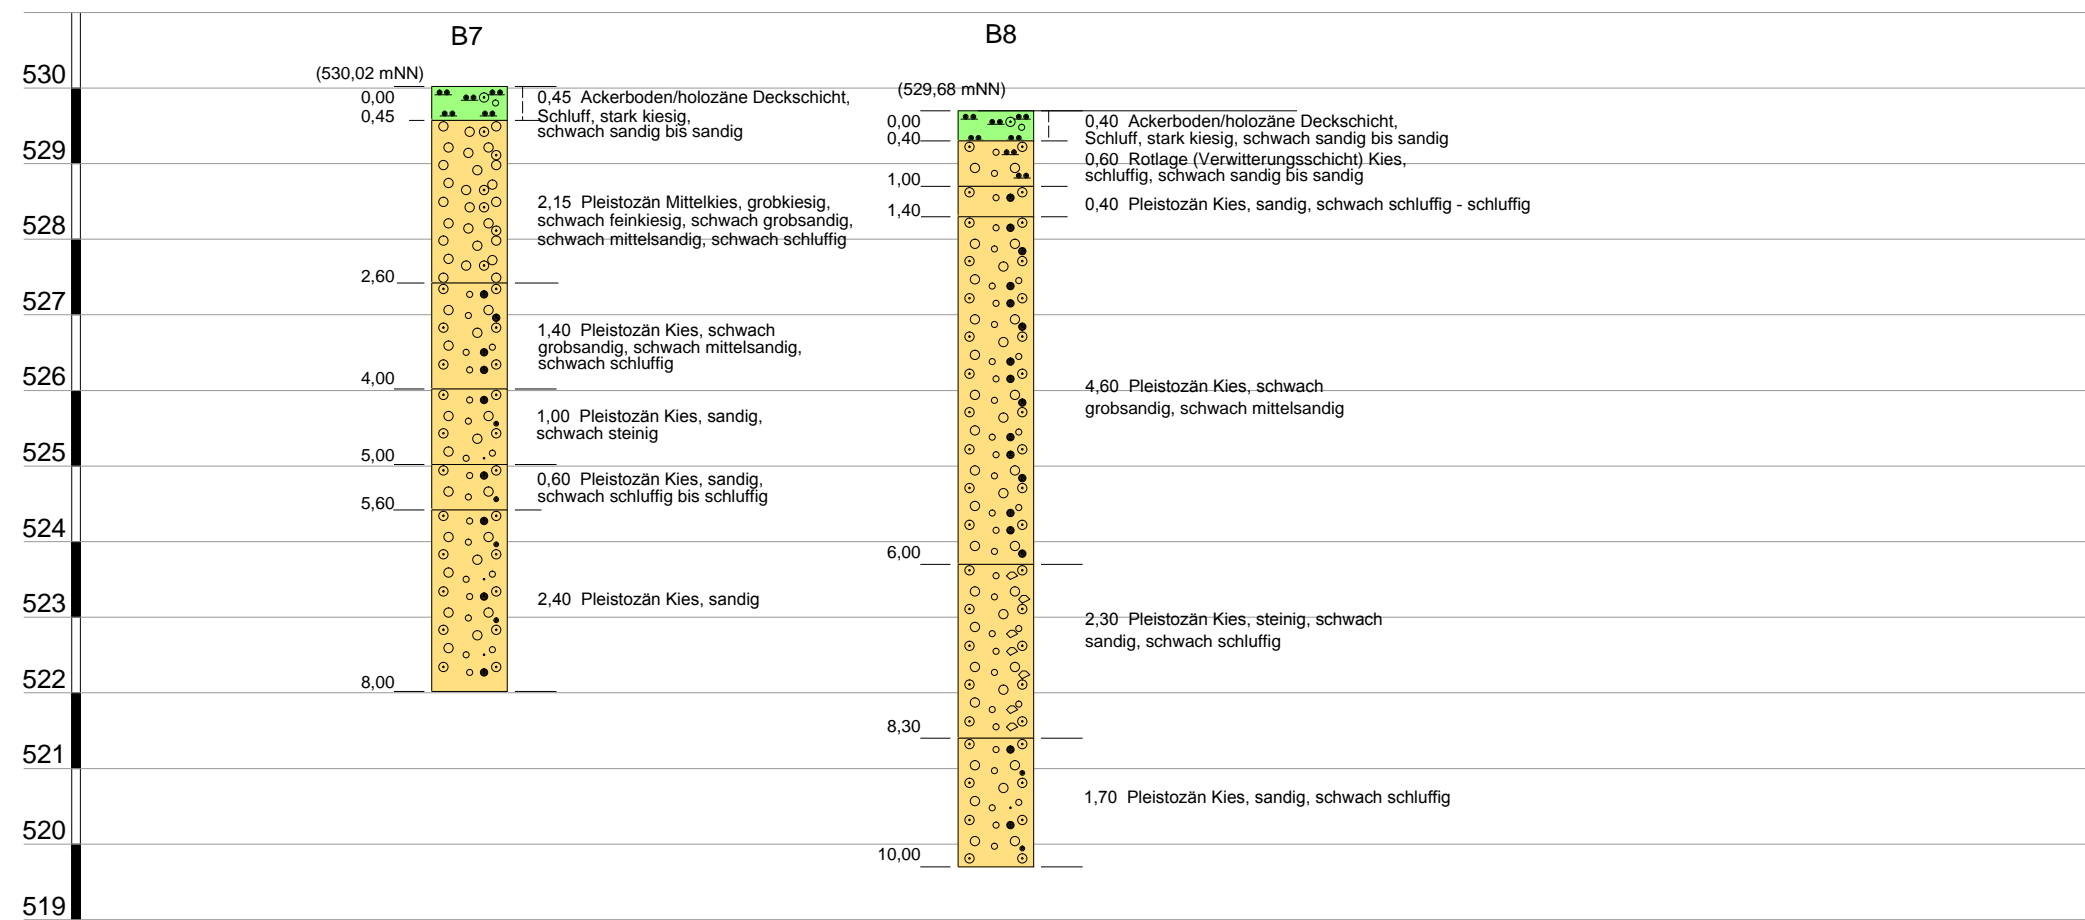 B7
B8
530
529
528
527
526
525
524
523
522
521
520
519
(530,02 mNN)
0,00
0,45
2,60
4,00
5,00
5,60
8,00
0,45 Ackerboden/holozäne Deckschicht,
Schluff, stark kiesig,
schwach sandig bis sandig
2,15 Pleistozän Mittelkies, grobkiesig,
schwach feinkiesig, schwach grobsandig,
schwach mittelsandig, schwach schluffig
1,40 Pleistozän Kies, schwach
grobsandig, schwach mittelsandig,
schwach schluffig
1,00 Pleistozän Kies, sandig,
schwach steinig
0,60 Pleistozän Kies, sandig,
schwach schluffig bis schluffig
2,40 Pleistozän Kies, sandig
(529,68 mNN)
0,00
0,40
1,00
1,40
6,00
8,30
10,00
0,40 Ackerboden/holozäne Deckschicht,
Schluff, stark kiesig, schwach sandig bis sandig
0,60 Rotlage (Verwitterungsschicht) Kies,
schluffig, schwach sandig bis sandig
0,40 Pleistozän Kies, sandig, schwach schluffig - schluffig
4,60 Pleistozän Kies, schwach
grobsandig, schwach mittelsandig
2,30 Pleistozän Kies, steinig, schwach
sandig, schwach schluffig
1,70 Pleistozän Kies, sandig, schwach schluffig